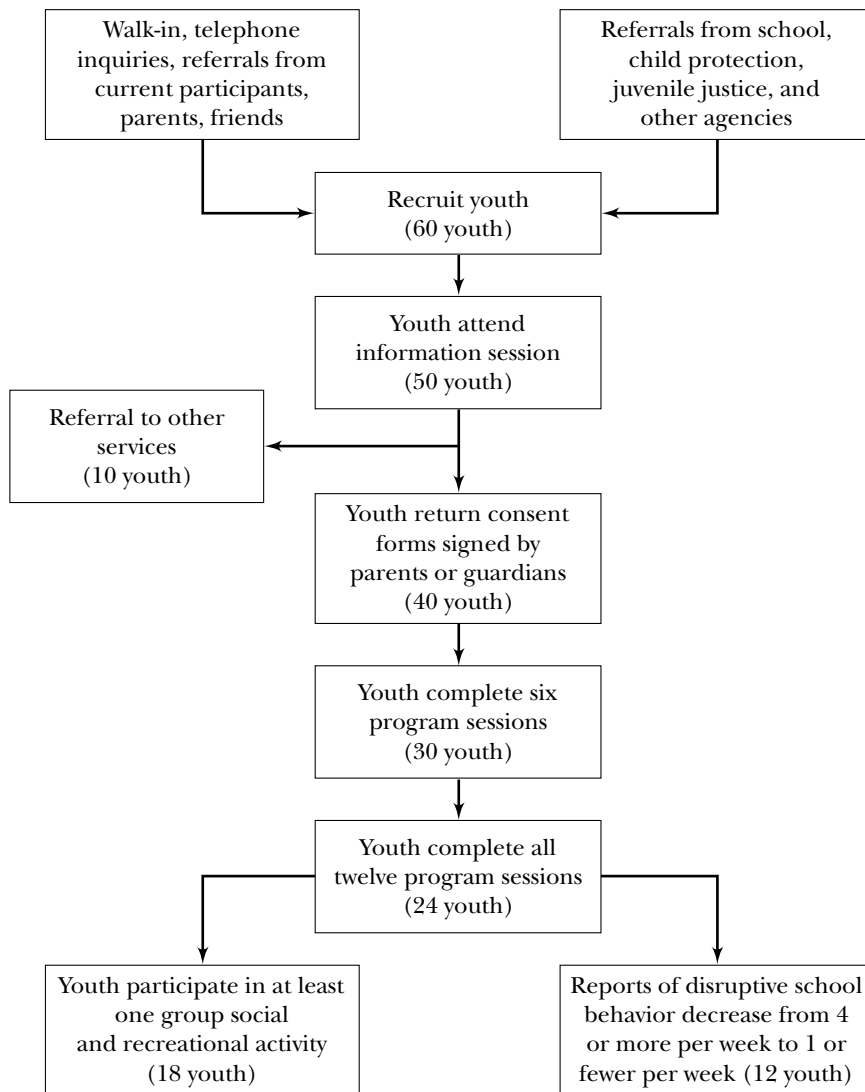 Walk-in, telephone
inquiries, referrals from
current participants,
parents, friends
Referrals from school,
child protection,
juvenile justice, and
other agencies
Recruit youth
(60 youth)
Youth attend
information session
(50 youth)
Referral to other
services
(10 youth)
Youth return consent
forms signed by
parents or guardians
(40 youth)
Youth complete six
program sessions
(30 youth)
Youth complete all
twelve program sessions
(24 youth)
Youth participate in at least
one group social
and recreational activity
(18 youth)
Reports of disruptive school
behavior decrease from 4
or more per week to 1 or
fewer per week (12 youth)